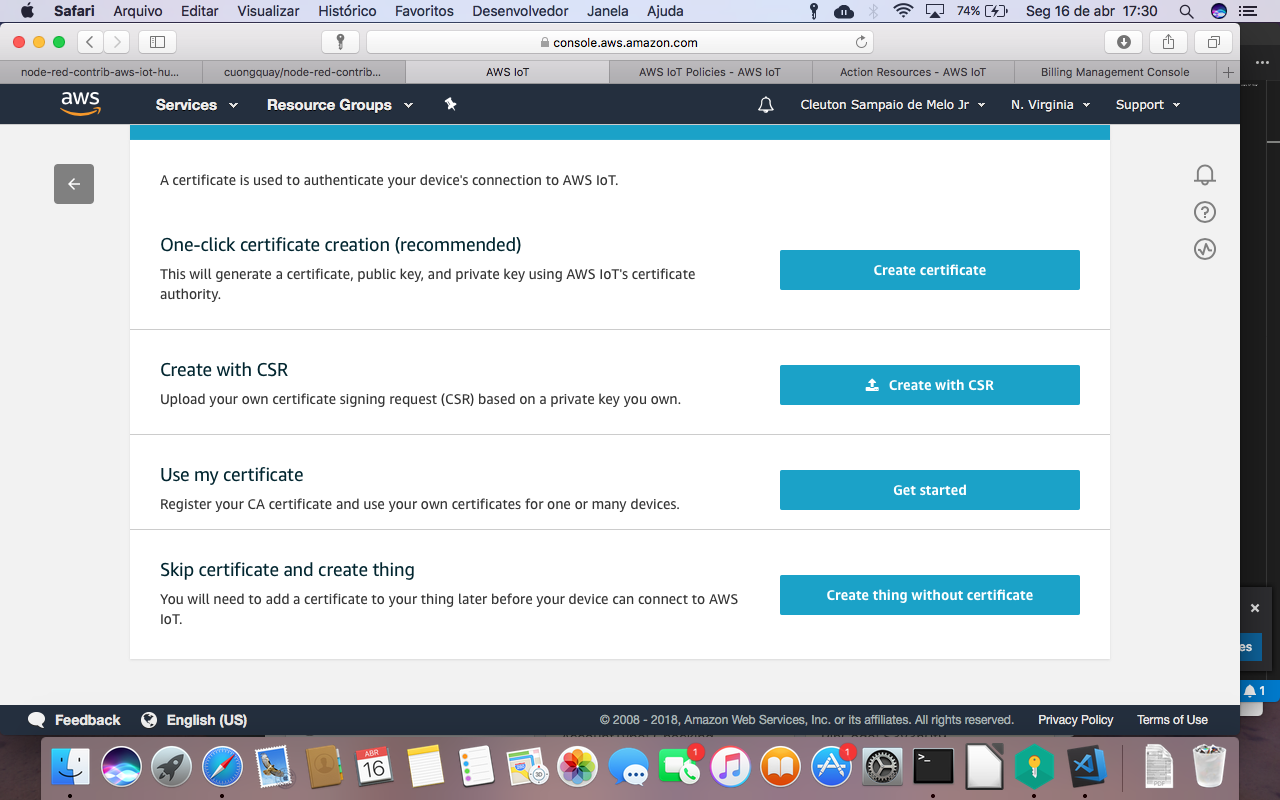 Safari Arquivo Editar Visualizar Histórico Favoritos Desenvolvedor Janela Ajuda 74% Seg 16 de abr 17:30
console.aws.amazon.com
node-red-contrib-aws-iot-hu... cuongquay/node-red-contrib... AWS IoT AWS IoT Policies - AWS IoT Action Resources - AWS IoT Billing Management Console
aws Services Resource Groups Cleuton Sampaio de Melo Jr N. Virginia Support
A certificate is used to authenticate your device's connection to AWS IoT.
One-click certificate creation (recommended)
This will generate a certificate, public key, and private key using AWS IoT's certificate
authority.
Create certificate
Create with CSR
Upload your own certificate signing request (CSR) based on a private key you own.
Create with CSR
Use my certificate
Register your CA certificate and use your own certificates for one or many devices.
Get started
Skip certificate and create thing
You will need to add a certificate to your thing later before your device can connect to AWS
IoT.
Create thing without certificate
es
1
Feedback English (US) © 2008 - 2018, Amazon Web Services, Inc. or its affiliates. All rights reserved. Privacy Policy Terms of Use
ABR
16
30
1
1
>_
PDF